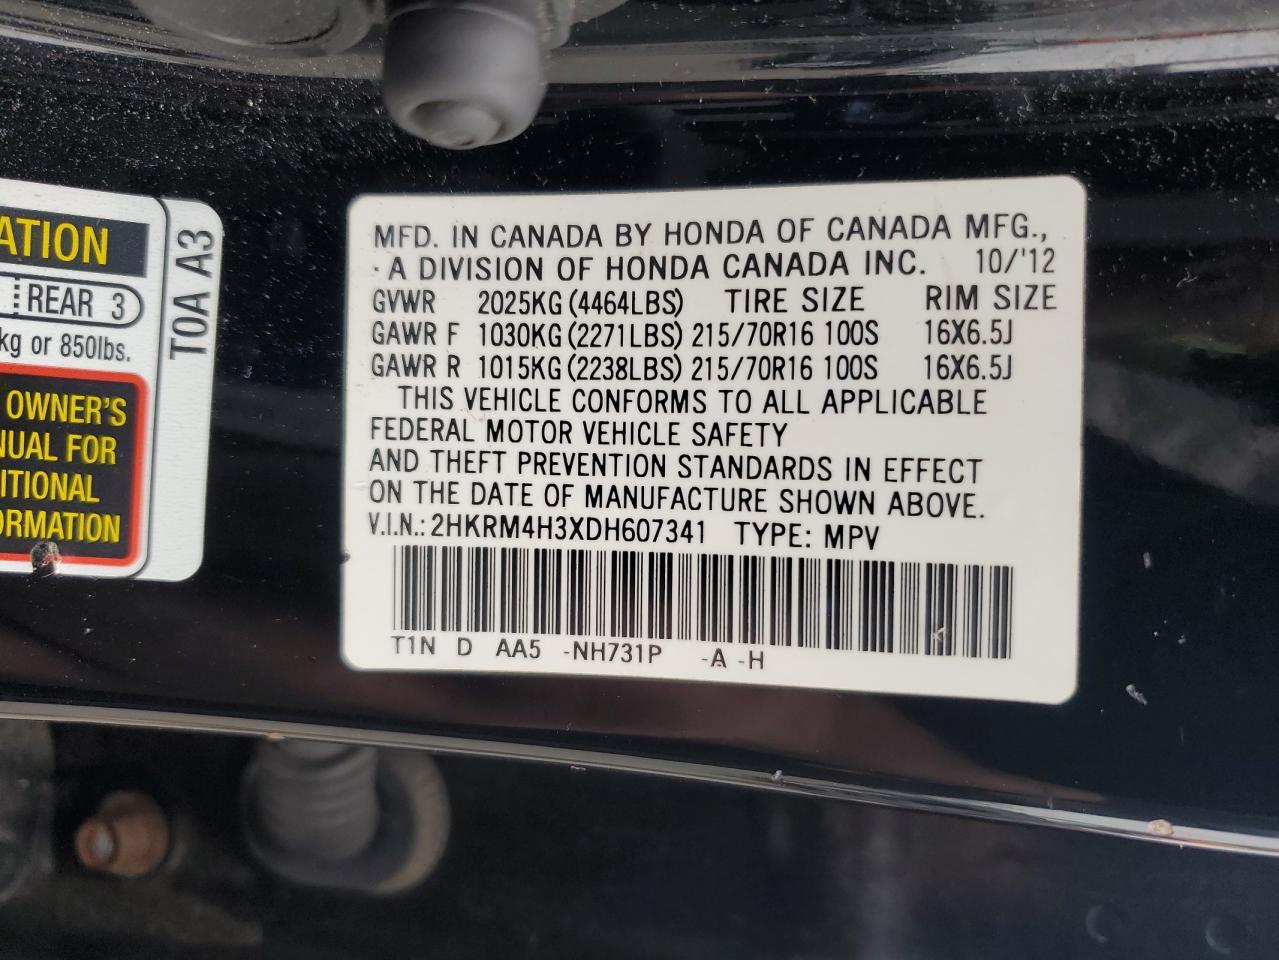 ATION
REAR 3
kg or 850lbs.
OWNER'S
NUAL FOR
ITIONAL
ORMATION
T0A A3
MFD. IN CANADA BY HONDA OF CANADA MFG.,
A DIVISION OF HONDA CANADA INC. 10/'12
GVWR 2025KG (4464LBS) TIRE SIZE RIM SIZE
GAWR F 1030KG (2271LBS) 215/70R16 100S 16X6.5J
GAWR R 1015KG (2238LBS) 215/70R16 100S 16X6.5J
THIS VEHICLE CONFORMS TO ALL APPLICABLE
FEDERAL MOTOR VEHICLE SAFETY
AND THEFT PREVENTION STANDARDS IN EFFECT
ON THE DATE OF MANUFACTURE SHOWN ABOVE.
V.I.N.: 2HKRM4H3XDH607341 TYPE: MPV
T1N D AA5 -NH731P -A -H